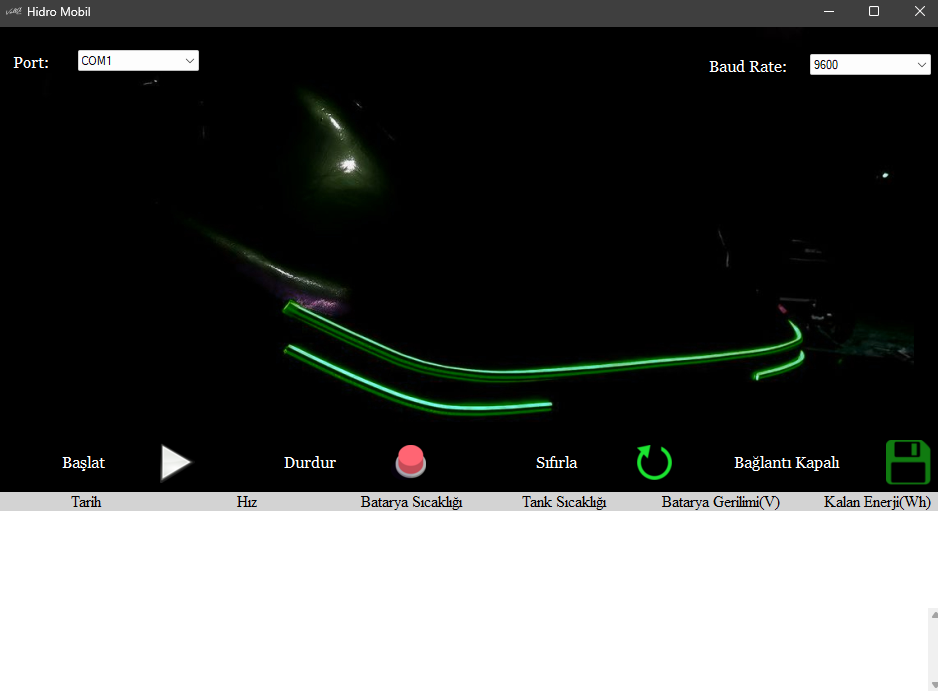 Hidro Mobil
Port: COM1 Baud Rate: 9600
Başlat Durdur Sıfırla Bağlantı Kapalı
Tarih Hız Batarya Sıcaklığı Tank Sıcaklığı Batarya Gerilimi(V) Kalan Enerji(Wh)